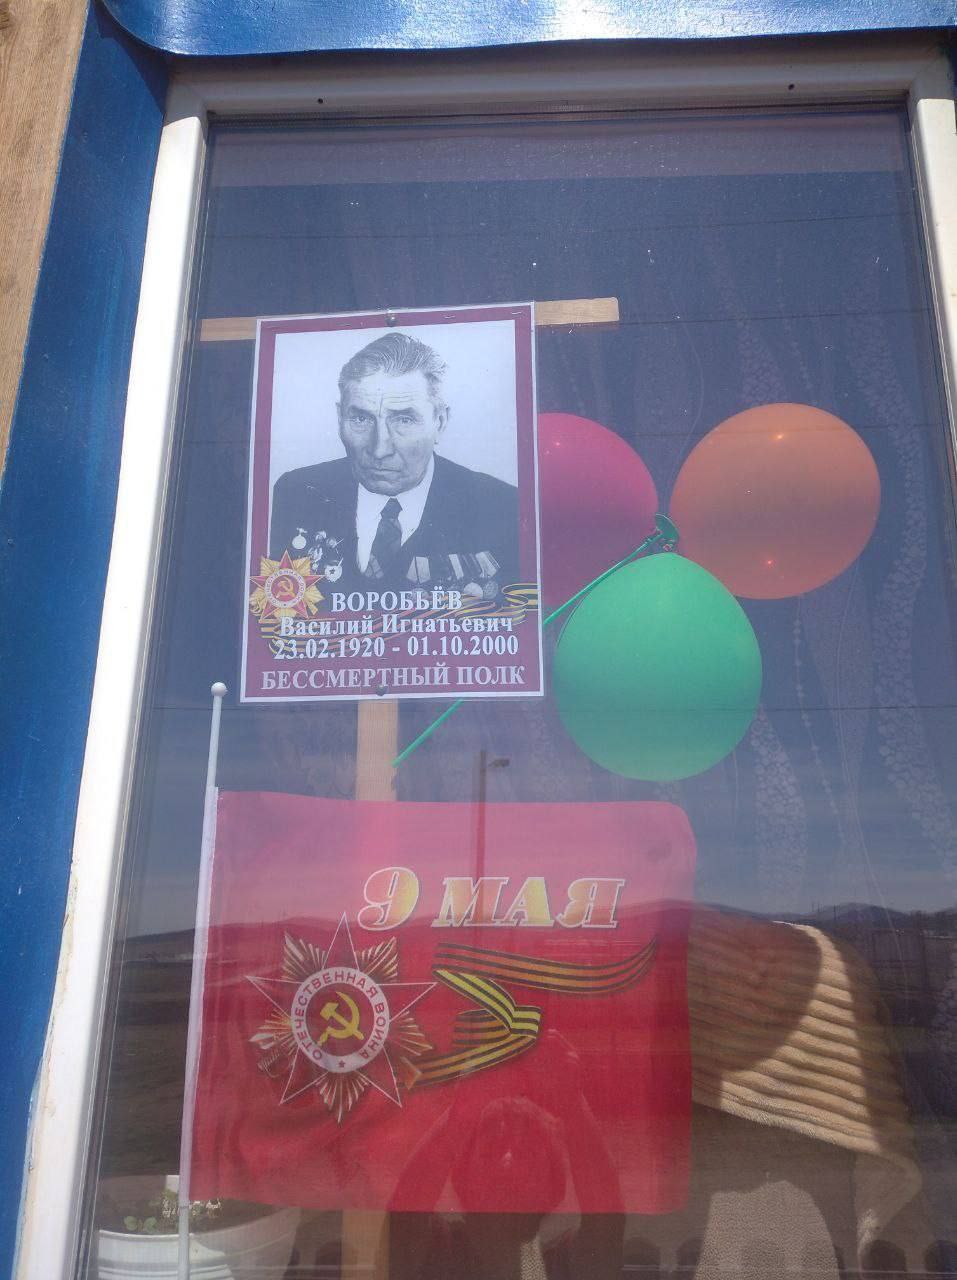 ВОРОБЬЁВ
Василий Игнатьевич
23.02.1920 - 01.10.2000
БЕССМЕРТНЫЙ ПОЛК
9 МАЯ
ОТЕЧЕСТВЕННАЯ ВОЙНА